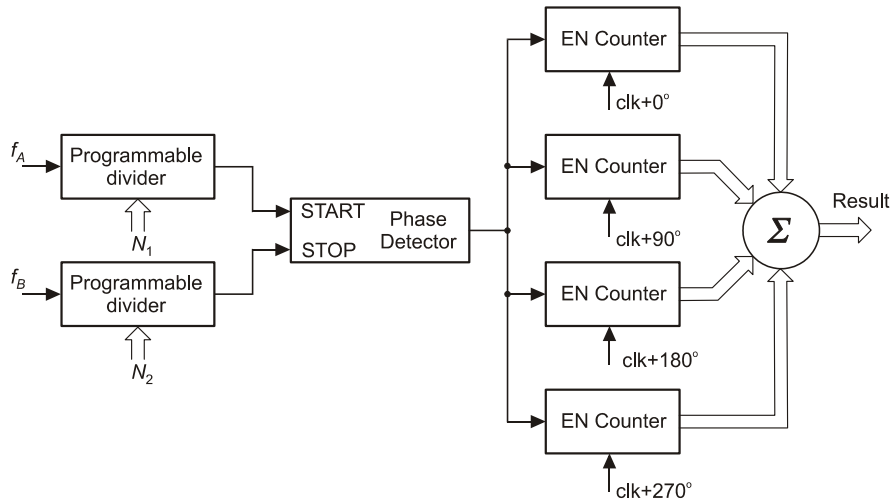 f_A
Programmable
divider
N_1
f_B
Programmable
divider
N_2
START
STOP
Phase
Detector
EN Counter
clk+0°
EN Counter
clk+90°
EN Counter
clk+180°
EN Counter
clk+270°
Σ
Result